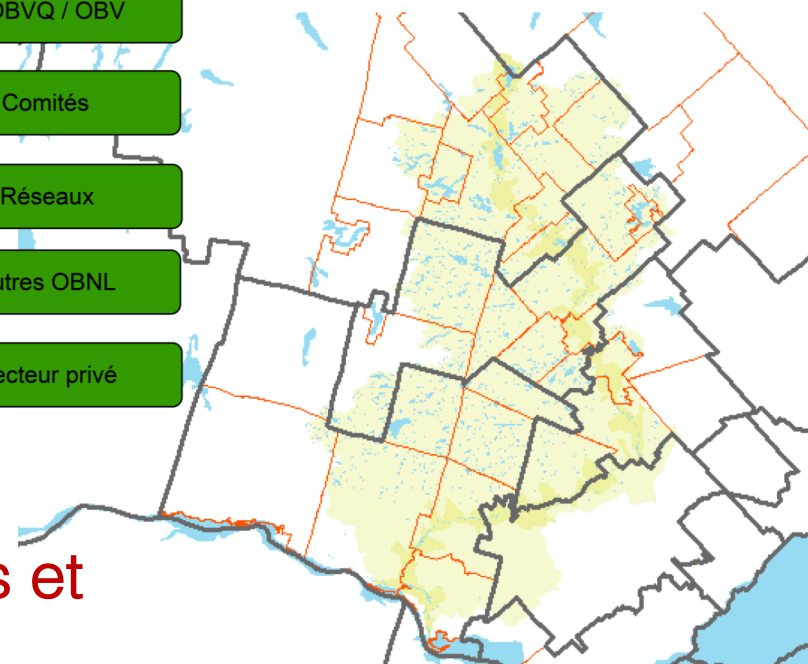 OBVQ / OBV
Comités
Réseaux
utres OBNL
ecteur privé
s et